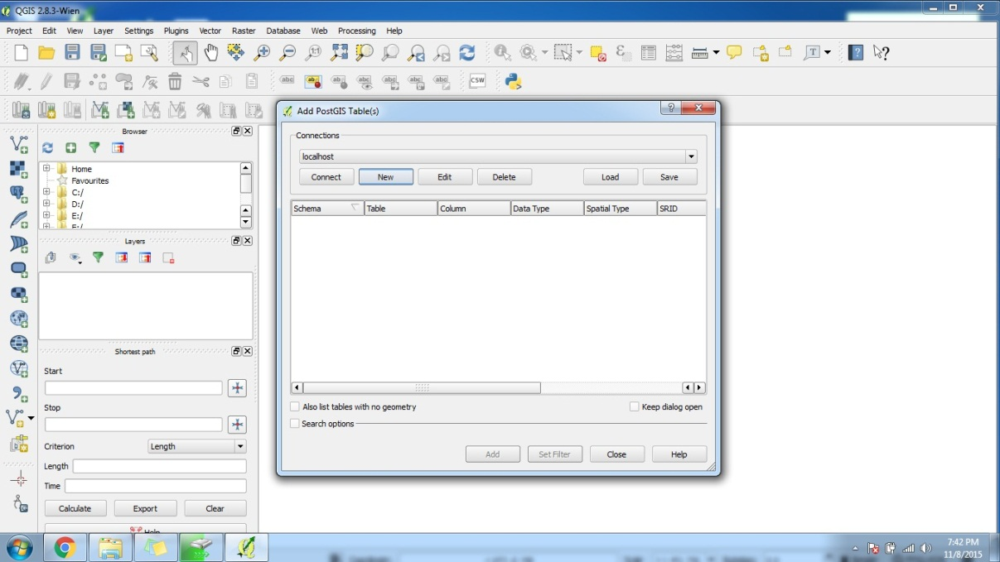 QGIS 2.8.3-Wien
Project Edit View Layer Settings Plugins Vector Raster Database Web Processing Help
abc ab abc abc abc abc abc CSW
Browser
Home
Favourites
C:/
D:/
E:/
Layers
Shortest path
Start
Stop
Criterion Length
Length
Time
Calculate Export Clear
Help
Add PostGIS Table(s)
Connections
localhost
Connect New Edit Delete Load Save
Schema Table Column Data Type Spatial Type SRID
Also list tables with no geometry Keep dialog open
Search options
Add Set Filter Close Help
7:42 PM
11/8/2015